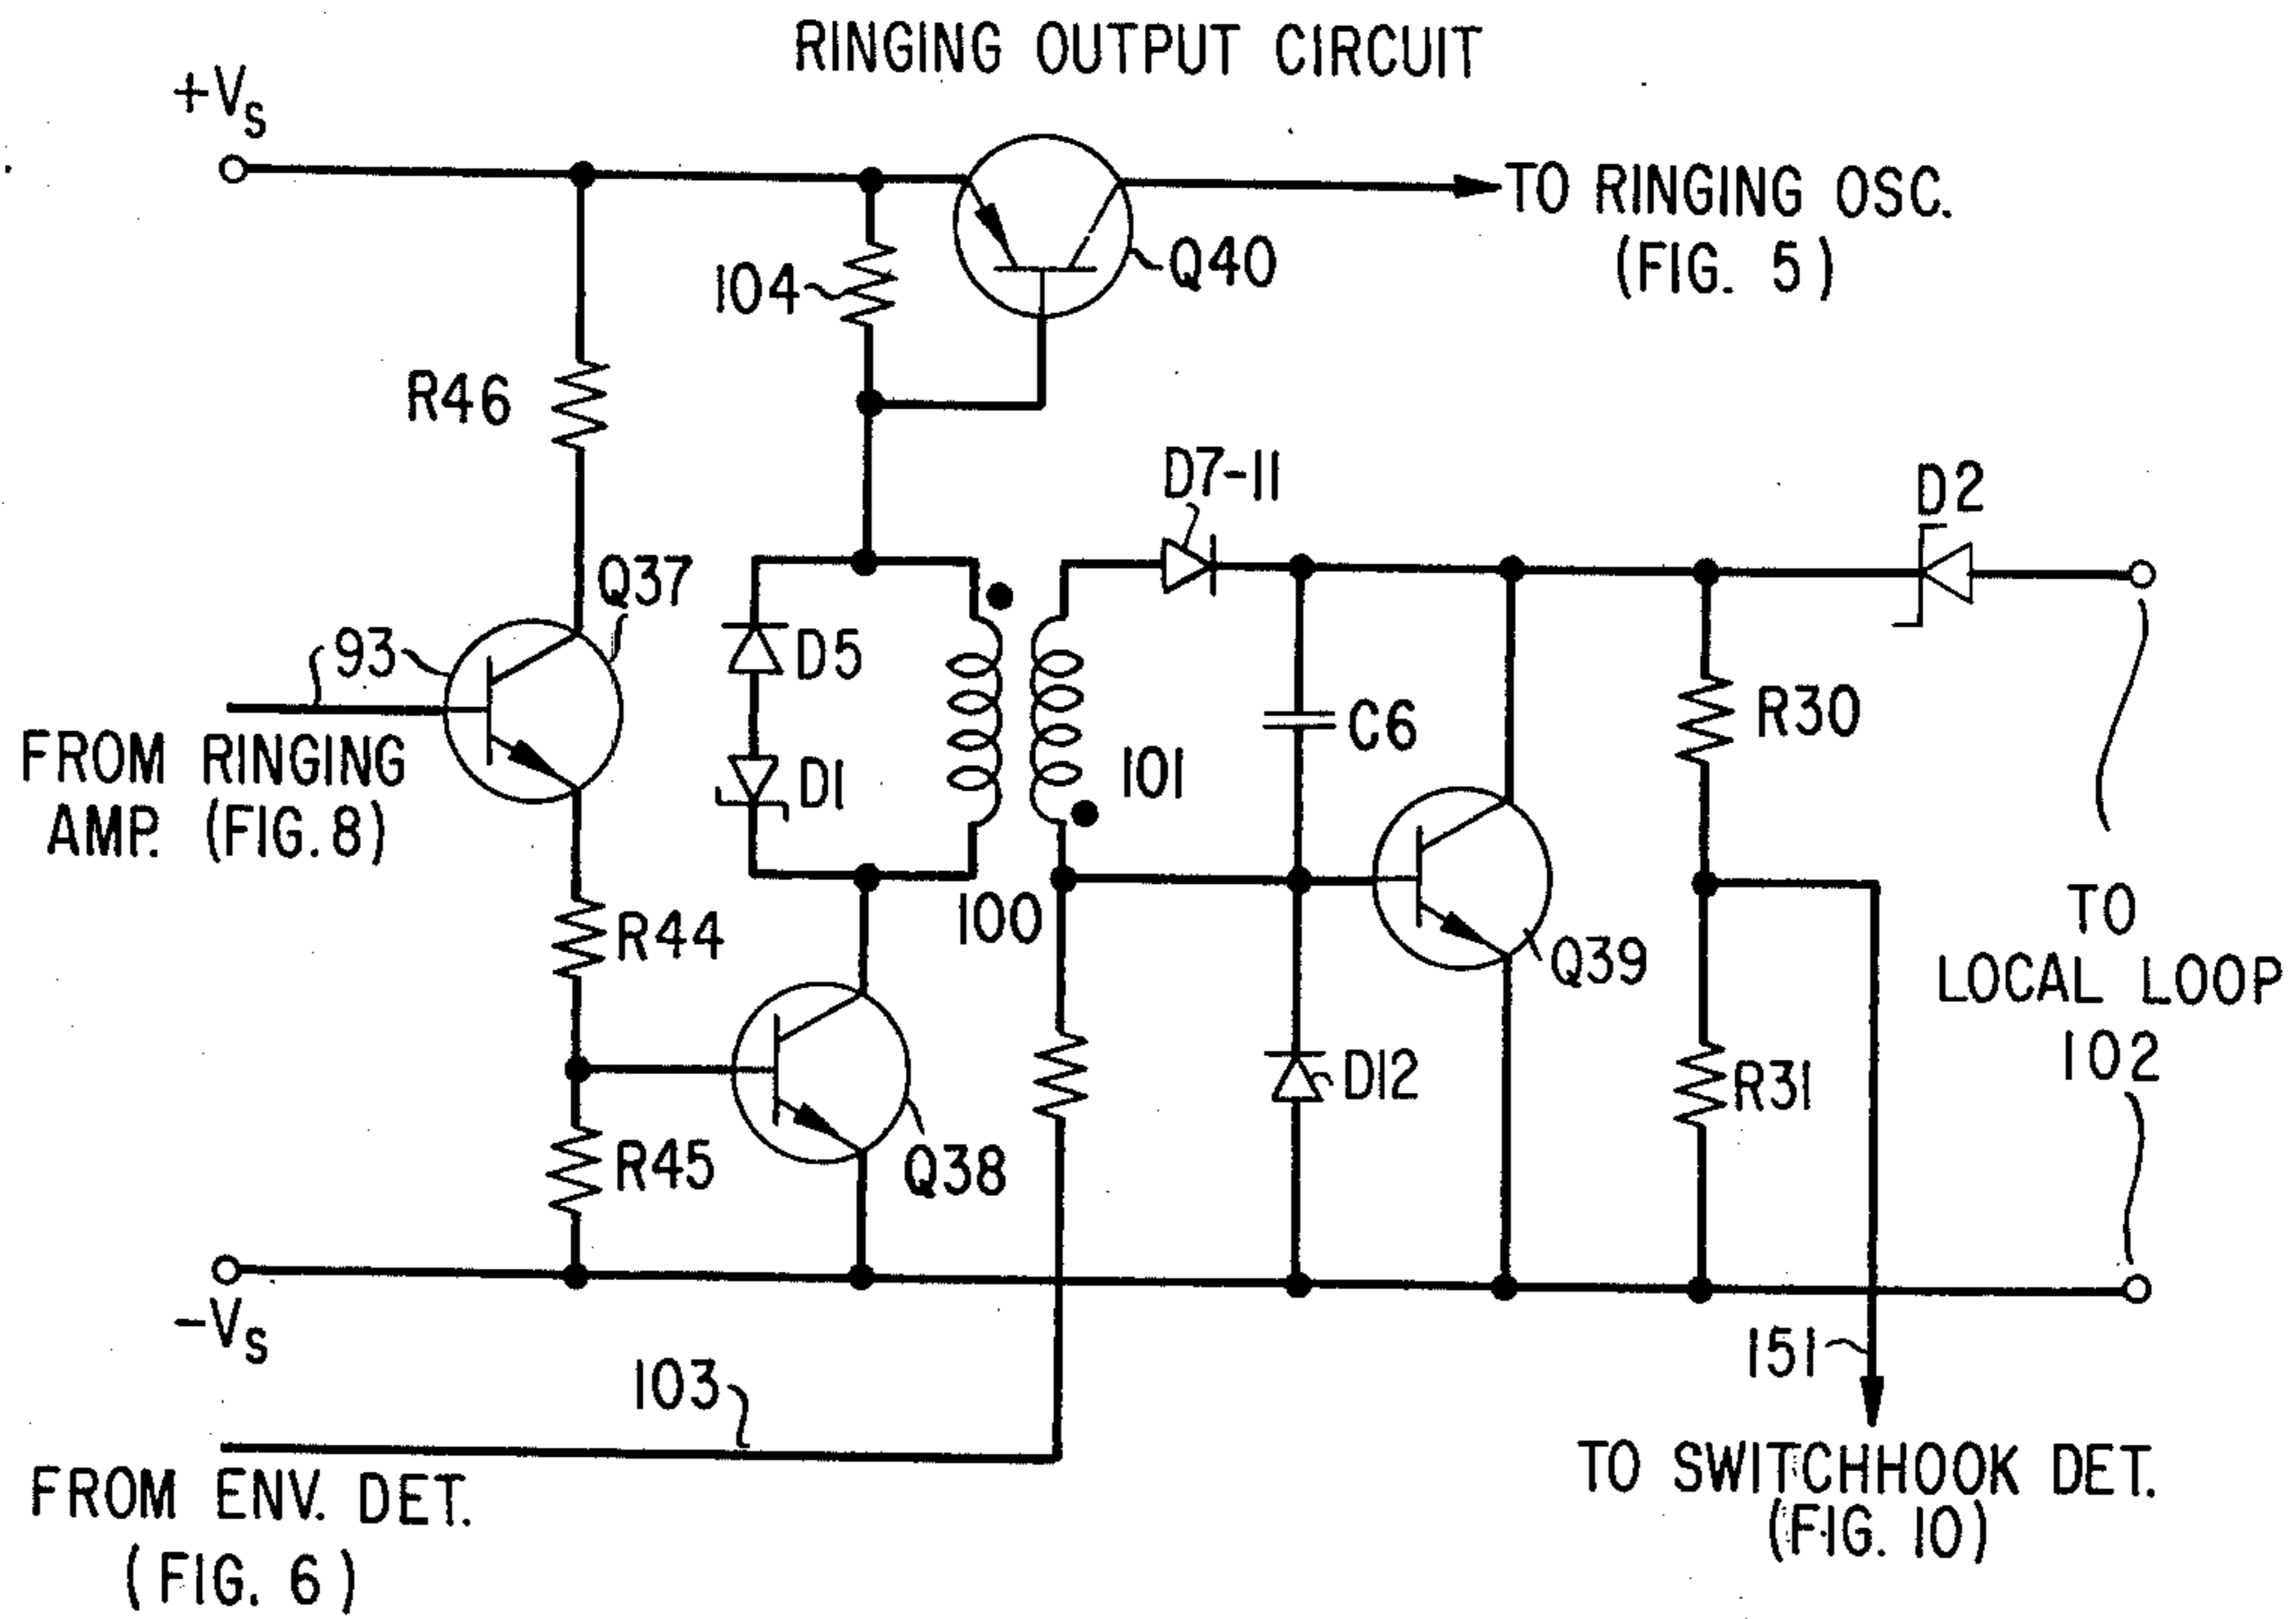 RINGING OUTPUT CIRCUIT
+VS
TO RINGING OSC.
(FIG. 5)
104
Q40
R46
D7-11
D2
Q37
93
D5
R30
C6
FROM RINGING
AMP. (FIG. 8)
D1
101
100
R44
TO
LOCAL LOOP
102
Q39
D12
R31
R45
Q38
-VS
151
103
TO SWITCHHOOK DET.
(FIG. 10)
FROM ENV. DET.
(FIG. 6)